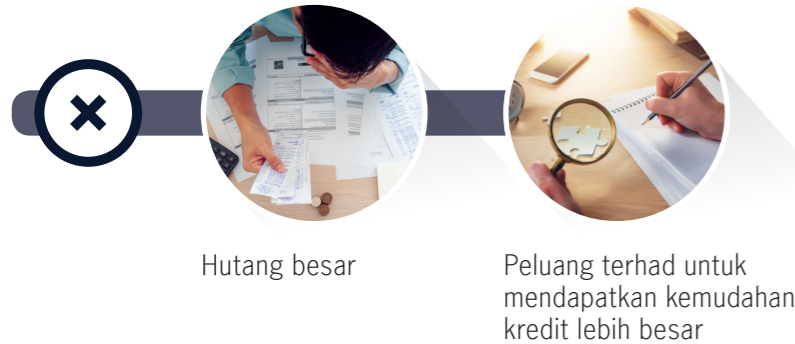 Hutang besar
Peluang terhad untuk
mendapatkan kemudahan
kredit lebih besar